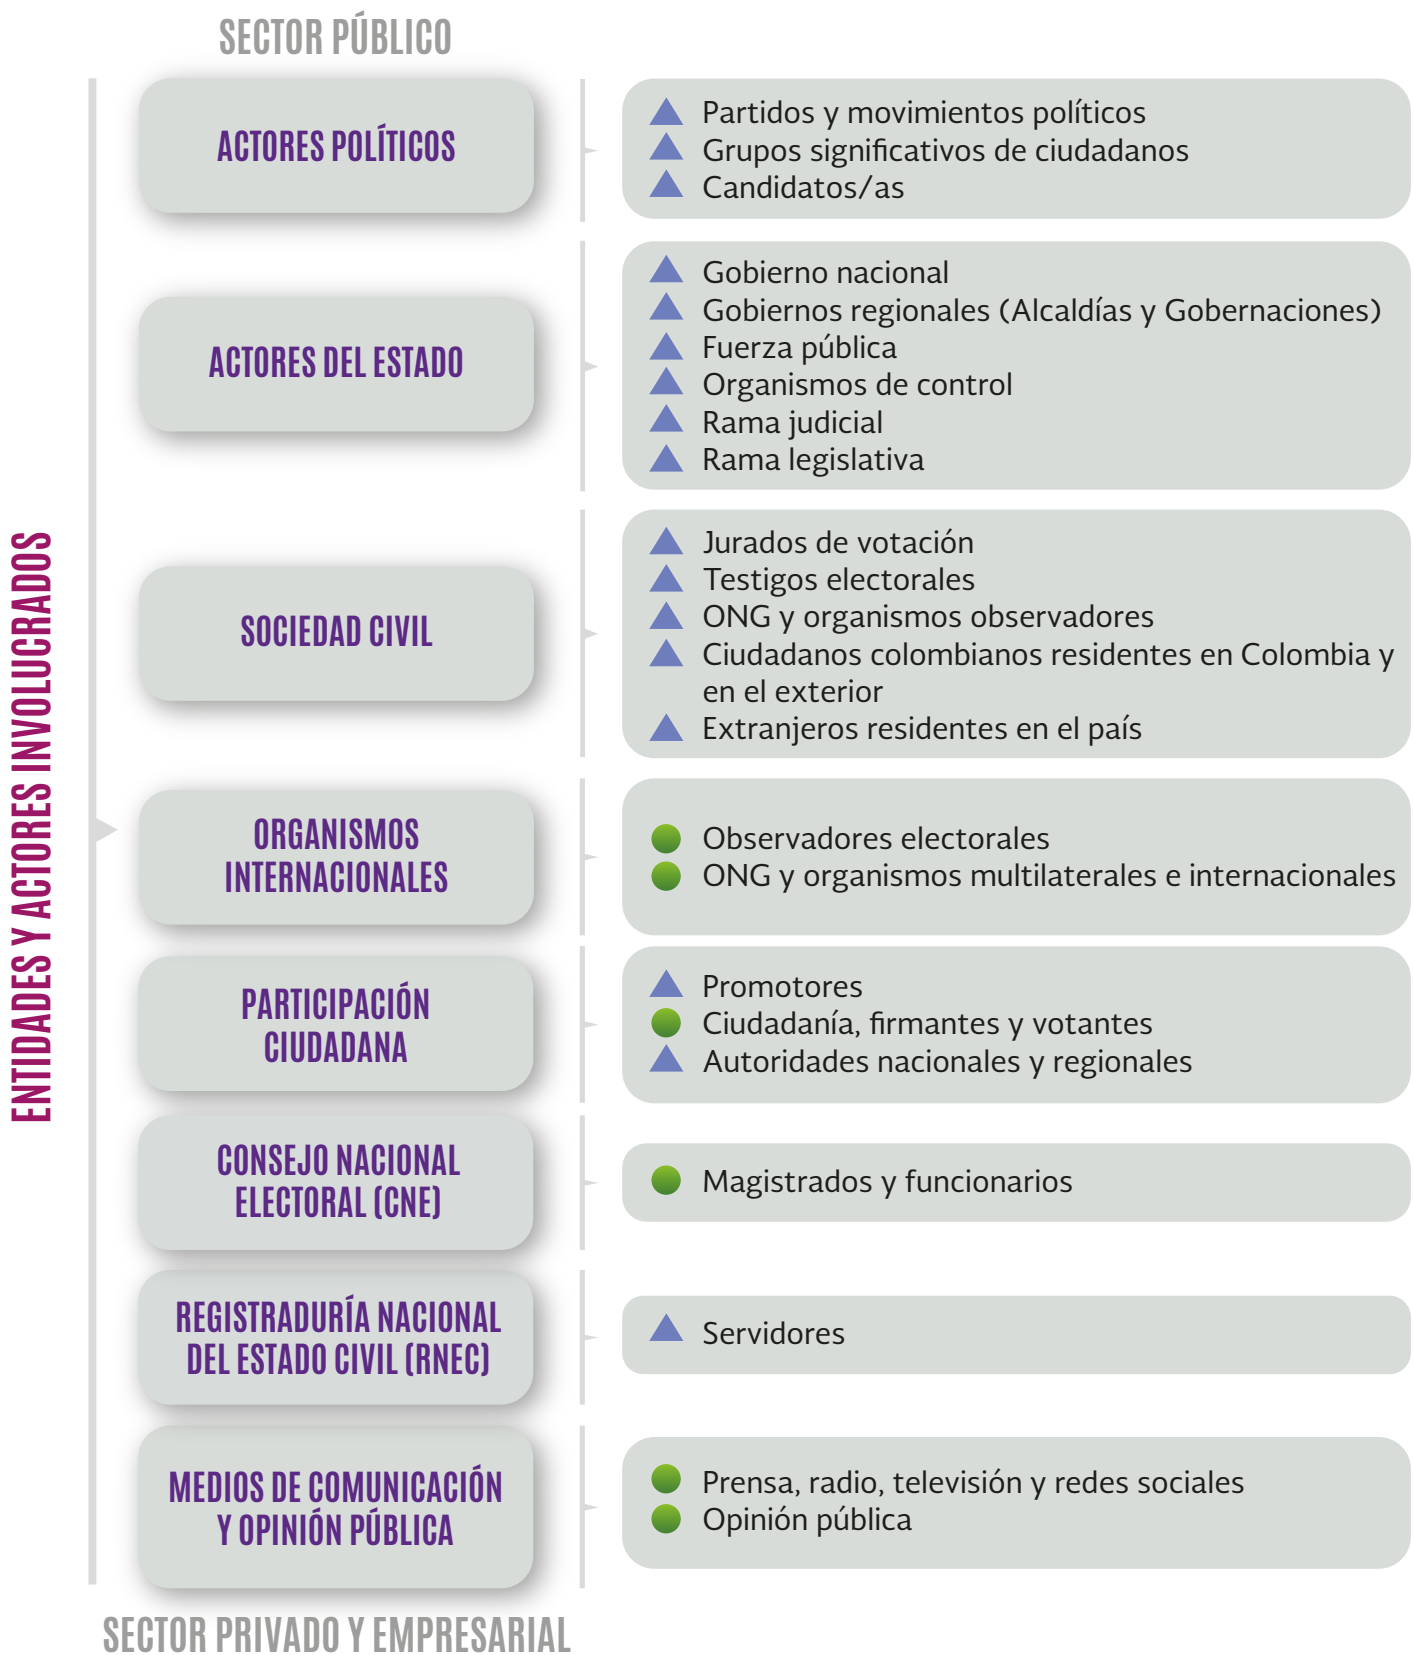 SECTOR PÚBLICO
ENTIDADES Y ACTORES INVOLUCRADOS
ACTORES POLÍTICOS
Partidos y movimientos políticos
Grupos significativos de ciudadanos
Candidatos/as
ACTORES DEL ESTADO
Gobierno nacional
Gobiernos regionales (Alcaldías y Gobernaciones)
Fuerza pública
Organismos de control
Rama judicial
Rama legislativa
SOCIEDAD CIVIL
Jurados de votación
Testigos electorales
ONG y organismos observadores
Ciudadanos colombianos residentes en Colombia y
en el exterior
Extranjeros residentes en el país
ORGANISMOS
INTERNACIONALES
Observadores electorales
ONG y organismos multilaterales e internacionales
PARTICIPACIÓN
CIUDADANA
Promotores
Ciudadanía, firmantes y votantes
Autoridades nacionales y regionales
CONSEJO NACIONAL
ELECTORAL (CNE)
Magistrados y funcionarios
REGISTRADURÍA NACIONAL
DEL ESTADO CIVIL (RNEC)
Servidores
MEDIOS DE COMUNICACIÓN
Y OPINIÓN PÚBLICA
Prensa, radio, televisión y redes sociales
Opinión pública
SECTOR PRIVADO Y EMPRESARIAL